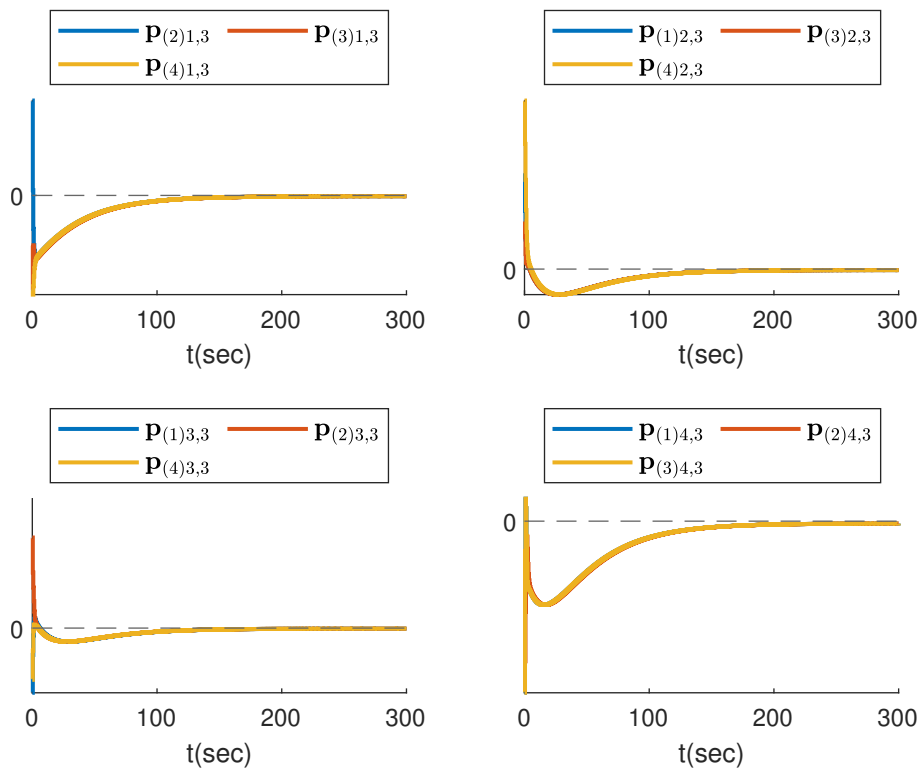 p(2)1,3 p(3)1,3
p(4)1,3
0
0 100 200 300
t(sec)
p(1)2,3 p(3)2,3
p(4)2,3
0
0 100 200 300
t(sec)
p(1)3,3 p(2)3,3
p(4)3,3
0
0 100 200 300
t(sec)
p(1)4,3 p(2)4,3
p(3)4,3
0
0 100 200 300
t(sec)